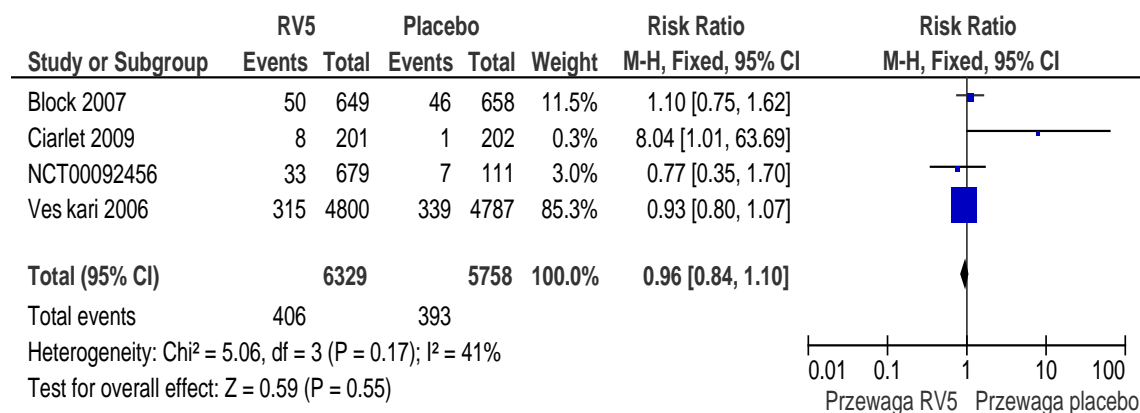 RV5 Placebo Risk Ratio Risk Ratio
Study or Subgroup Events Total Events Total Weight M-H, Fixed, 95% CI M-H, Fixed, 95% CI
Block 2007 50 649 46 658 11.5% 1.10 [0.75, 1.62]
Ciarlet 2009 8 201 1 202 0.3% 8.04 [1.01, 63.69]
NCT00092456 33 679 7 111 3.0% 0.77 [0.35, 1.70]
Ves kari 2006 315 4800 339 4787 85.3% 0.93 [0.80, 1.07]
Total (95% CI) 6329 5758 100.0% 0.96 [0.84, 1.10]
Total events 406 393
Heterogeneity: Chi² = 5.06, df = 3 (P = 0.17); I² = 41%
Test for overall effect: Z = 0.59 (P = 0.55)
0.01 0.1 1 10 100
Przewaga RV5 Przewaga placebo